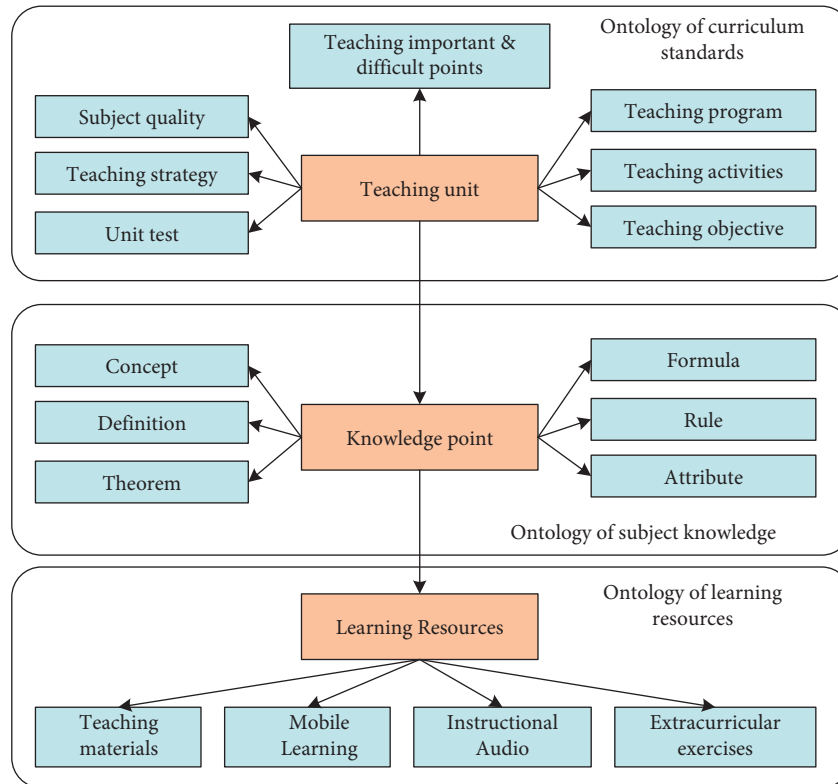 Ontology of curriculum
standards
Teaching important &
difficult points
Subject quality
Teaching strategy
Unit test
Teaching unit
Teaching program
Teaching activities
Teaching objective
Concept
Definition
Theorem
Knowledge point
Formula
Rule
Attribute
Ontology of subject knowledge
Ontology of learning
resources
Learning Resources
Teaching
materials
Mobile
Learning
Instructional
Audio
Extracurricular
exercises